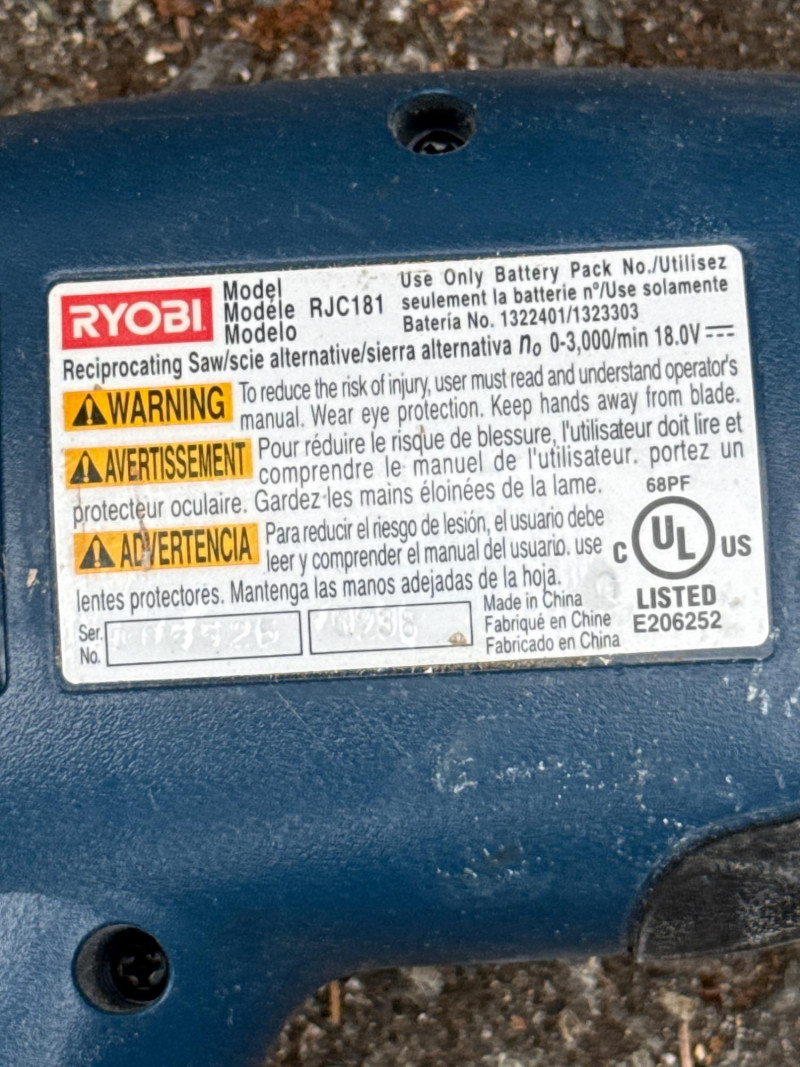 RYOBI
Model
Modéle RJC181
Modelo
Use Only Battery Pack No./Utilisez
seulement la batterie nº/Use solamente
Batería No. 1322401/1323303
Reciprocating Saw/scie alternative/sierra alternativa no 0-3,000/min 18.0V
WARNING To reduce the risk of injury, user must read and understand operator's
manual. Wear eye protection. Keep hands away from blade.
AVERTISSEMENT Pour réduire le risque de blessure, l'utilisateur doit lire et
comprendre le manuel de l'utilisateur. portez un
protecteur oculaire. Gardez les mains éloinées de la lame.
ADVERTENCIA Para reducir el riesgo de lesión, el usuario debe
leer y comprender el manual del usuario. use
lentes protectores. Mantenga las manos adejadas de la hoja.
68PF
C UL US
LISTED
E206252
Ser.
No.
Made in China
Fabriqué en Chine
Fabricado en China